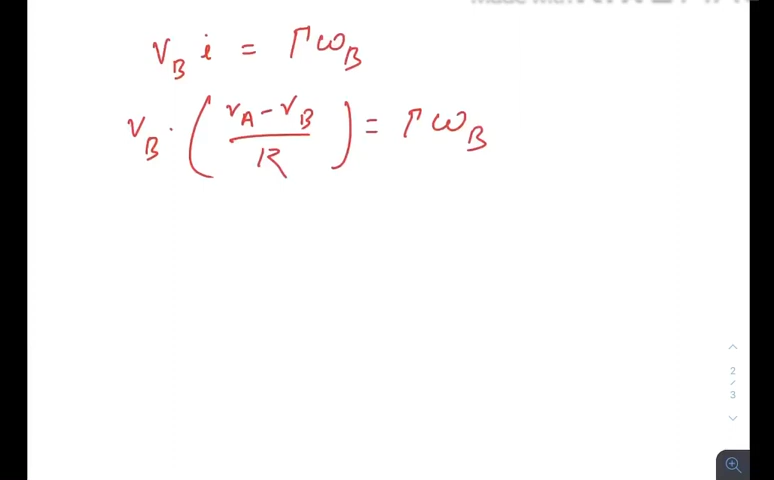 V_B i = Γω_B
V_B · ( (V_A − V_B) / R ) = Γω_B
2
/
3